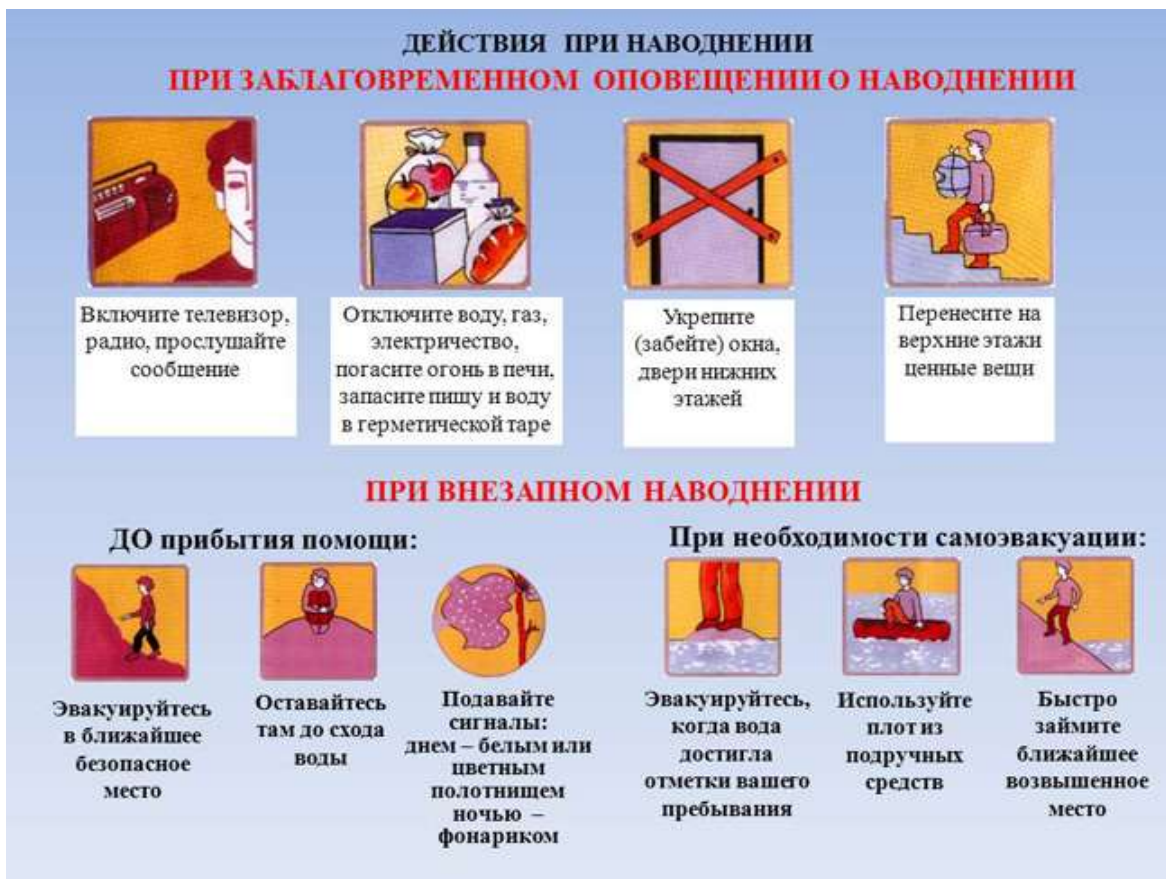 ДЕЙСТВИЯ ПРИ НАВОДНЕНИИ
ПРИ ЗАБЛАГОВРЕМЕННОМ ОПОВЕЩЕНИИ О НАВОДНЕНИИ
Включите телевизор,
радио, прослушайте
сообщение
Отключите воду, газ,
электричество,
погасите огонь в печи,
запасите пищу и воду
в герметической таре
Укрепите
(забейте) окна,
двери нижних
этажей
Перенесите на
верхние этажи
ценные вещи
ПРИ ВНЕЗАПНОМ НАВОДНЕНИИ
ДО прибытия помощи:
Эвакуируйтесь
в ближайшее
безопасное
место
Оставайтесь
там до схода
воды
Подавайте
сигналы:
днем – белым или
цветным
полотнищем
ночью –
фонариком
При необходимости самоэвакуации:
Эвакуируйтесь,
когда вода
достигла
отметки вашего
пребывания
Используйте
плот из
подручных
средств
Быстро
займите
ближайшее
возвышенное
место